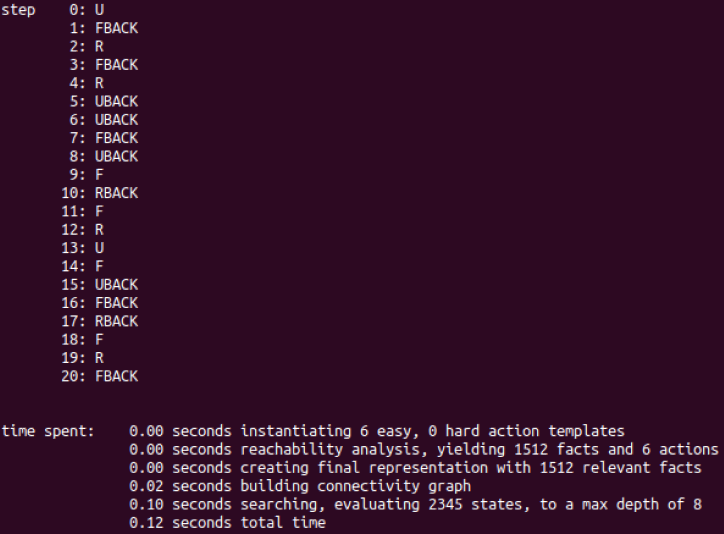 step 0: U
1: FBACK
2: R
3: FBACK
4: R
5: UBACK
6: UBACK
7: FBACK
8: UBACK
9: F
10: RBACK
11: F
12: R
13: U
14: F
15: UBACK
16: FBACK
17: RBACK
18: F
19: R
20: FBACK
time spent: 0.00 seconds instantiating 6 easy, 0 hard action templates
0.00 seconds reachability analysis, yielding 1512 facts and 6 actions
0.00 seconds creating final representation with 1512 relevant facts
0.02 seconds building connectivity graph
0.10 seconds searching, evaluating 2345 states, to a max depth of 8
0.12 seconds total time